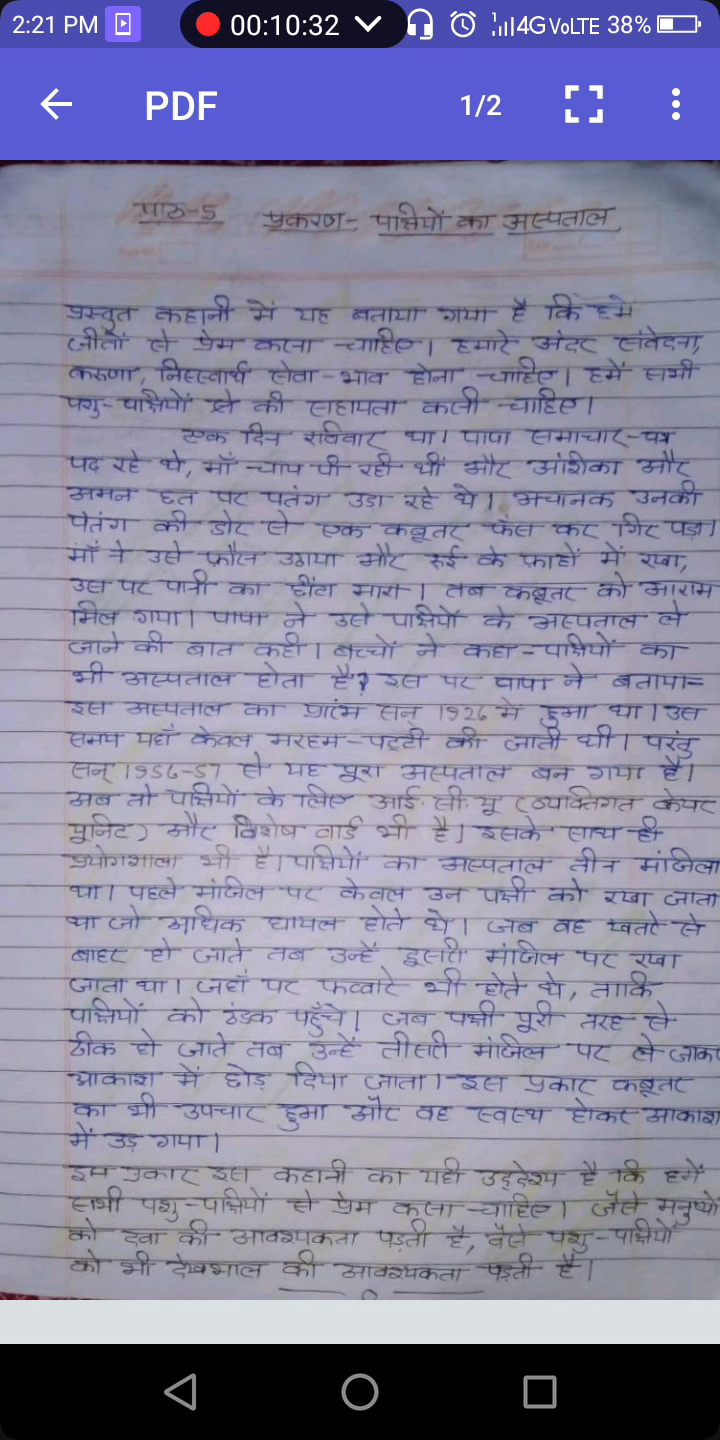 2:21 PM 00:10:32 4G VoLTE 38%
PDF 1/2
पाठ-5 प्रकरण- पक्षियों का अस्पताल
प्रस्तुत कहानी में यह बताया गया है कि हमें
जीवों से प्रेम करना चाहिए। हमारे अंदर संवेदना,
करुणा, निस्स्वार्थ सेवा-भाव होना चाहिए। हमें सभी
पशु-पक्षियों की सहायता करनी चाहिए।
एक दिन रविवार था। पापा समाचार-पत्र
पढ़ रहे थे, माँ चाय पी रही थीं और आंशिका और
अमन छत पर पतंग उड़ा रहे थे। अचानक उनकी
पतंग की डोर से एक कबूतर फंस कर गिर पड़ा।
माँ ने उसे फ़ौरन उठाया और रूई के फाहों में रखा,
उस पर पानी का छींटा मारा। तब कबूतर को आराम
मिल गया। पापा ने उसे पक्षियों के अस्पताल ले
जाने की बात कही। बच्चों ने कहा-पक्षियों का
भी अस्पताल होता है? इस पर पापा ने बताया-
इस अस्पताल का प्रारंभ सन् 1926 में हुआ था। उस
समय यहाँ केवल मरहम-पट्टी की जाती थी। परंतु
सन् 1956-57 से यह पूरा अस्पताल बन गया है।
अब तो पक्षियों के लिए आई.सी.यू (व्यक्तिगत केयर
यूनिट) और विशेष वार्ड भी है। इसके साथ ही
प्रयोगशाला भी है। पक्षियों का अस्पताल तीन मंजिला
था। पहले मंजिल पर केवल उन पक्षी को रखा जाता
था जो अधिक घायल होते थे। जब वह खतरे से
बाहर हो जाते तब उन्हें दूसरी मंजिल पर रखा
जाता था। जहाँ पर फव्वारे भी होते थे, ताकि
पक्षियों को ठंडक पहुँचे। जब पक्षी पूरी तरह से
ठीक हो जाते तब उन्हें तीसरी मंजिल पर ले जाकर
आकाश में छोड़ दिया जाता। इस प्रकार कबूतर
का भी उपचार हुआ और वह स्वस्थ होकर आकाश
में उड़ गया।
इस प्रकार इस कहानी का यही उद्देश्य है कि हमें
सभी पशु-पक्षियों से प्रेम करना चाहिए। जैसे मनुष्यों
को दवा की आवश्यकता पड़ती है, वैसे पशु-पक्षियों
को भी देखभाल की आवश्यकता पड़ती है।